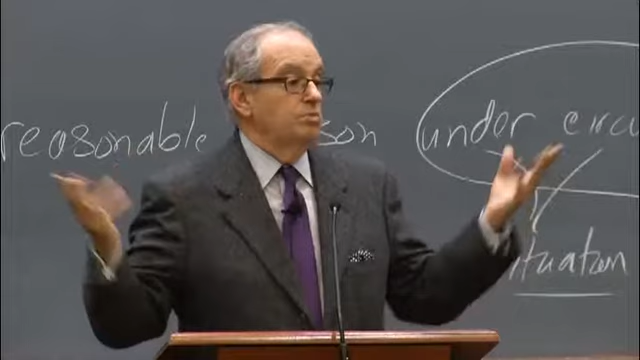 reasonable son under circu
ituation